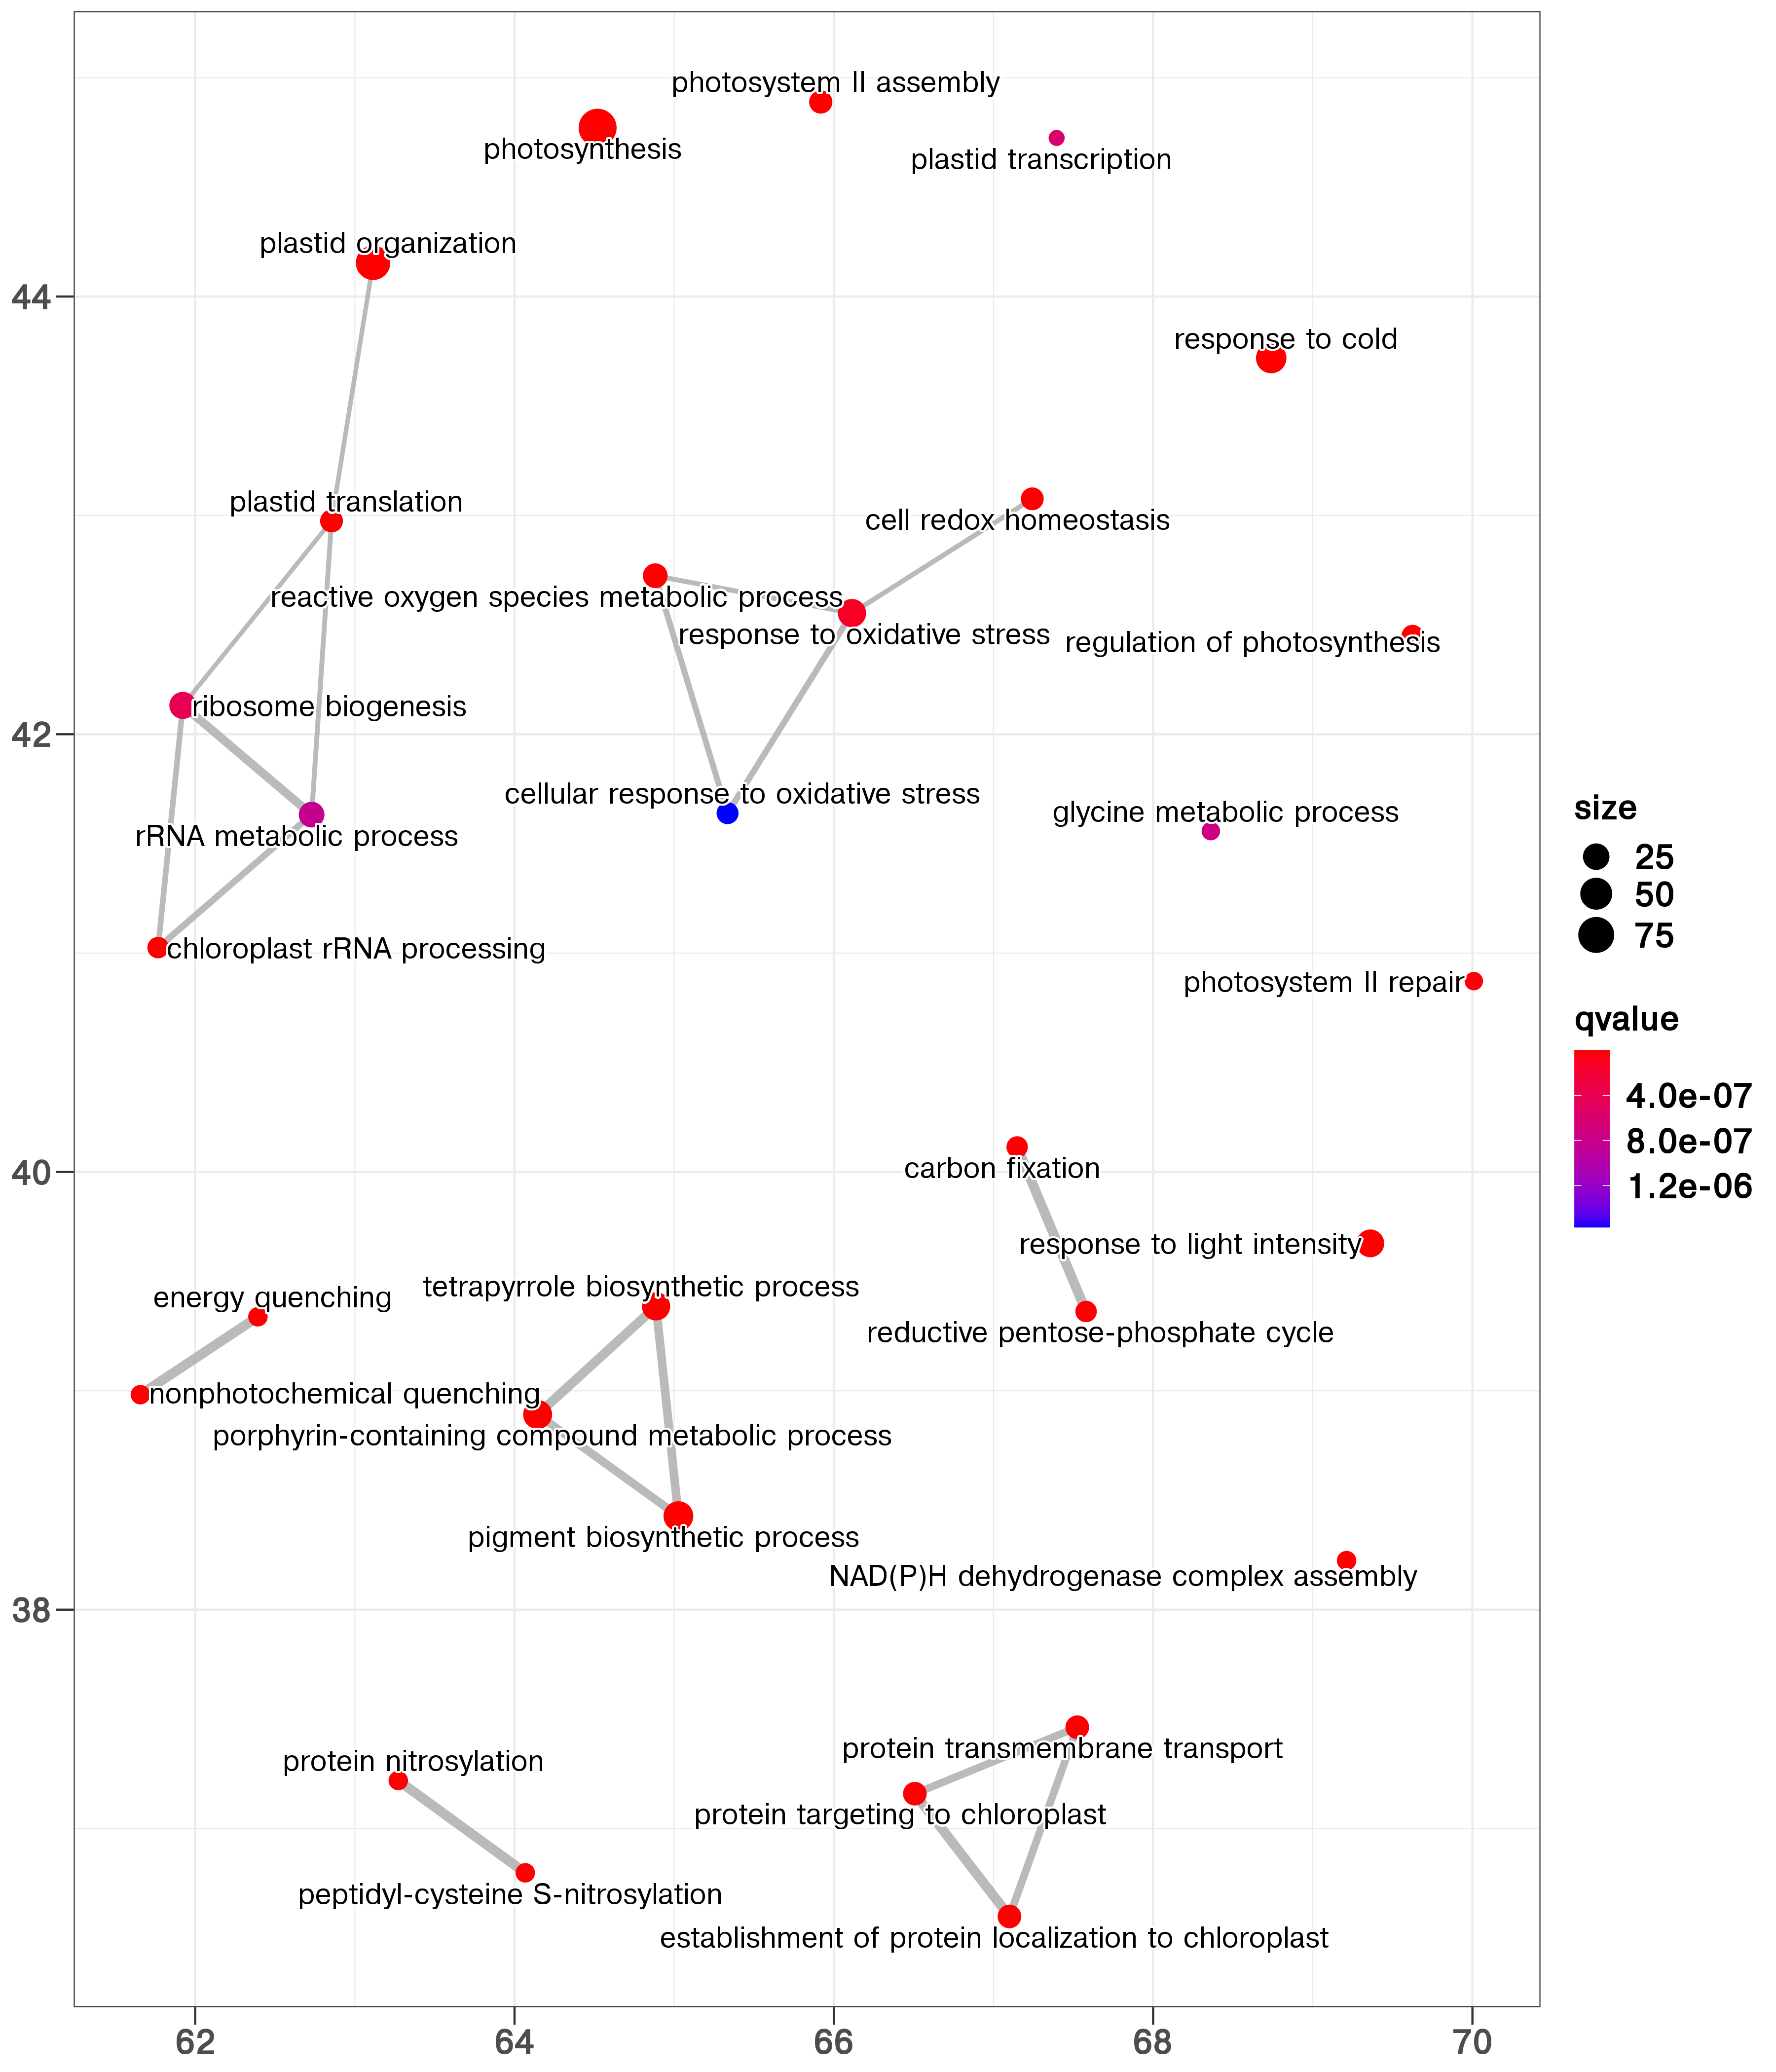 photosystem II assembly
photosynthesis
plastid transcription
plastid organization
44
response to cold
plastid translation
cell redox homeostasis
reactive oxygen species metabolic process
response to oxidative stress
regulation of photosynthesis
ribosome biogenesis
42
cellular response to oxidative stress
glycine metabolic process
rRNA metabolic process
chloroplast rRNA processing
photosystem II repair
carbon fixation
40
response to light intensity
tetrapyrrole biosynthetic process
energy quenching
reductive pentose-phosphate cycle
nonphotochemical quenching
porphyrin-containing compound metabolic process
pigment biosynthetic process
NAD(P)H dehydrogenase complex assembly
38
protein transmembrane transport
protein nitrosylation
protein targeting to chloroplast
peptidyl-cysteine S-nitrosylation
establishment of protein localization to chloroplast
62 64 66 68 70
size
25
50
75
qvalue
4.0e-07
8.0e-07
1.2e-06